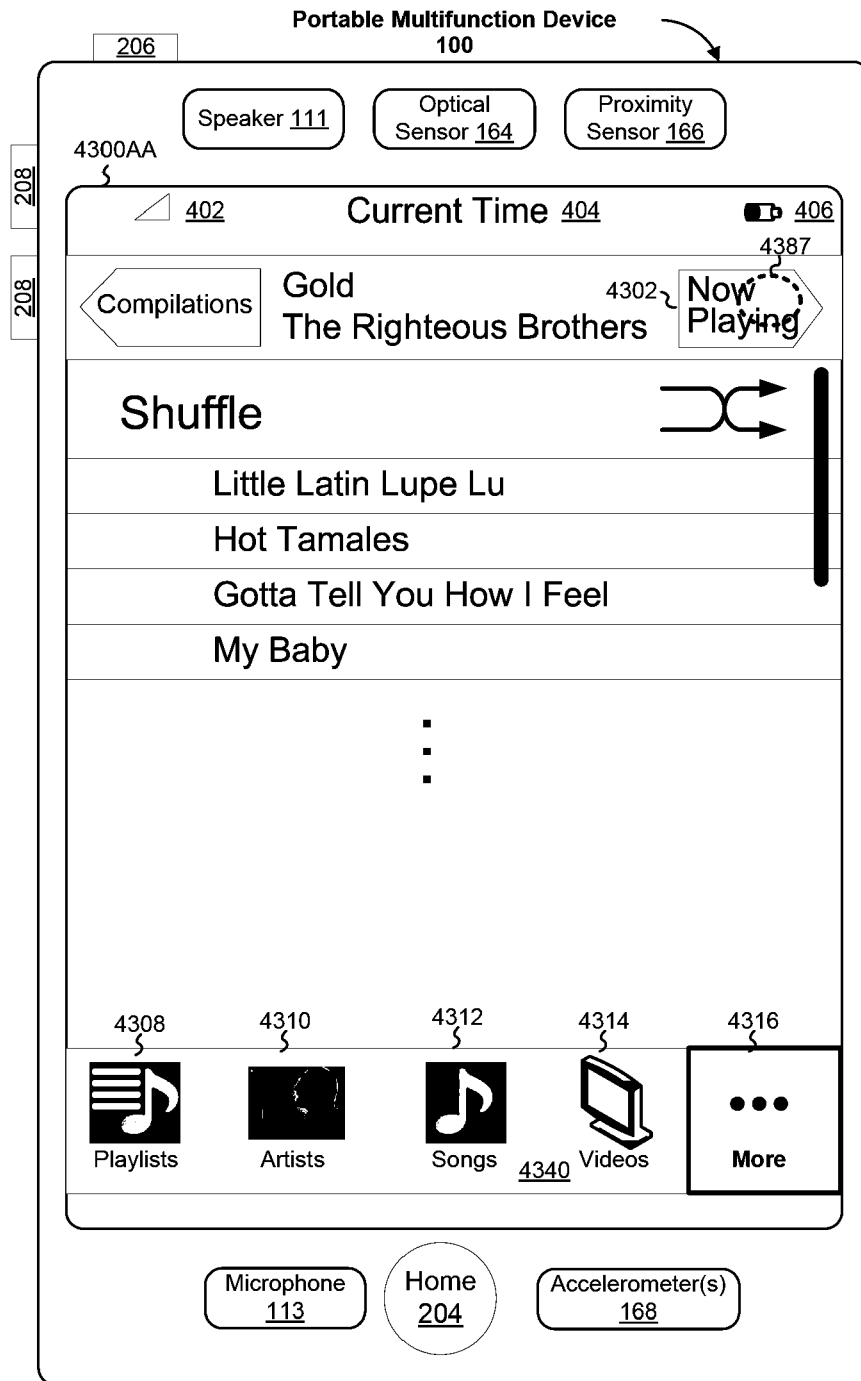 Portable Multifunction Device
100
206
Speaker 111
Optical
Sensor 164
Proximity
Sensor 166
4300AA
208
402
Current Time 404
406
4387
208
Compilations
Gold
The Righteous Brothers
4302
Now
Playing
Shuffle
Little Latin Lupe Lu
Hot Tamales
Gotta Tell You How I Feel
My Baby
4308
4310
4312
4314
4316
Playlists
Artists
Songs
4340
Videos
More
Microphone
113
Home
204
Accelerometer(s)
168